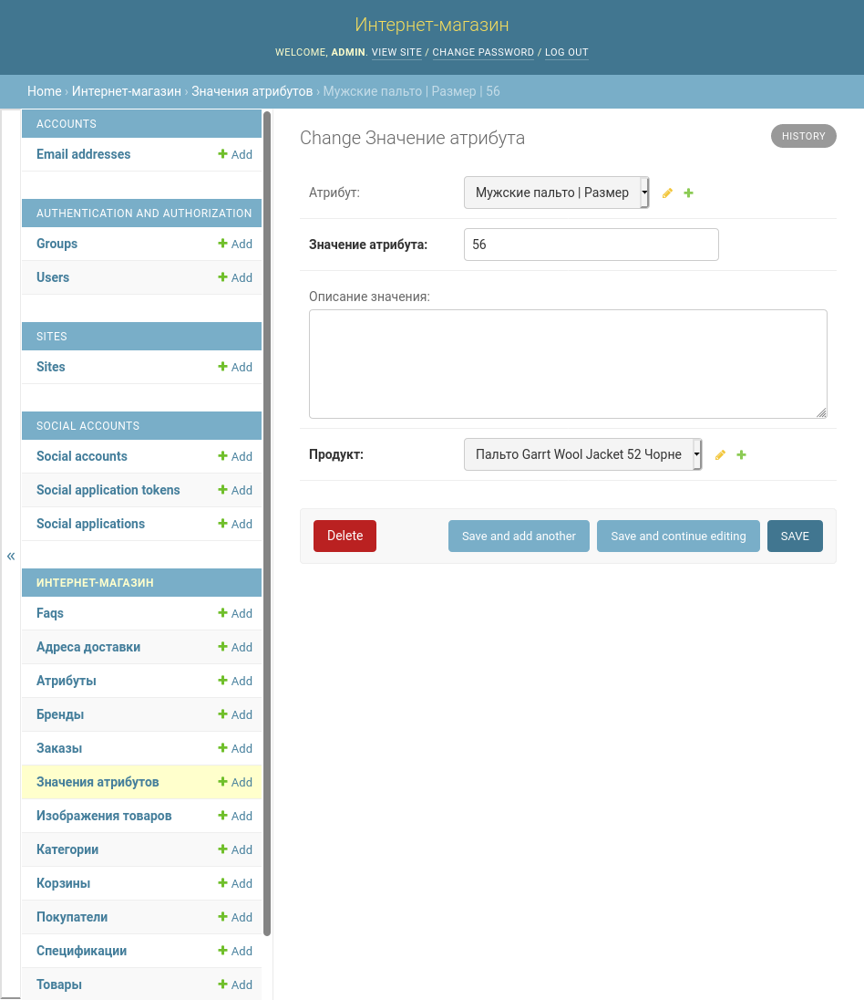 Интернет-магазин
WELCOME, ADMIN. VIEW SITE / CHANGE PASSWORD / LOG OUT
Home › Интернет-магазин › Значения атрибутов › Мужские пальто | Размер | 56
ACCOUNTS
Email addresses + Add
AUTHENTICATION AND AUTHORIZATION
Groups + Add
Users + Add
SITES
Sites + Add
SOCIAL ACCOUNTS
Social accounts + Add
Social application tokens + Add
Social applications + Add
«
ИНТЕРНЕТ-МАГАЗИН
Faqs + Add
Адреса доставки + Add
Атрибуты + Add
Бренды + Add
Заказы + Add
Значения атрибутов + Add
Изображения товаров + Add
Категории + Add
Корзины + Add
Покупатели + Add
Спецификации + Add
Товары + Add
Change Значение атрибута
HISTORY
Атрибут: Мужские пальто | Размер
Значение атрибута: 56
Описание значения:
Продукт: Пальто Garrt Wool Jacket 52 Чорне
Delete Save and add another Save and continue editing SAVE